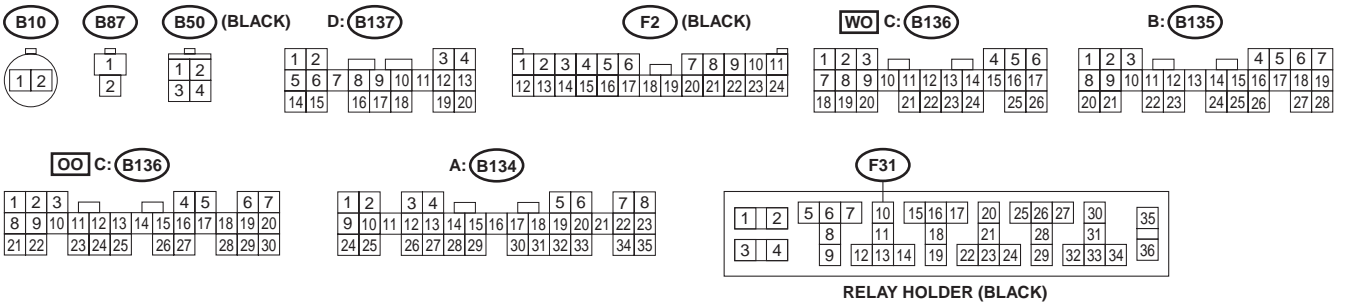 B10 B87 B50 (BLACK) D: B137 F2 (BLACK) WO C: B136 B: B135
1 2
1
2
1 2
3 4
1 2 3 4
5 6 7 8 9 10 11 12 13
14 15 16 17 18 19 20
1 2 3 4 5 6 7 8 9 10 11
12 13 14 15 16 17 18 19 20 21 22 23 24
1 2 3 4 5 6
7 8 9 10 11 12 13 14 15 16 17
18 19 20 21 22 23 24 25 26
1 2 3 4 5 6 7
8 9 10 11 12 13 14 15 16 17 18 19
20 21 22 23 24 25 26 27 28
OO C: B136 A: B134 F31
1 2 3 4 5 6 7
8 9 10 11 12 13 14 15 16 17 18 19 20
21 22 23 24 25 26 27 28 29 30
1 2 3 4 5 6 7 8
9 10 11 12 13 14 15 16 17 18 19 20 21 22 23
24 25 26 27 28 29 30 31 32 33 34 35
1 2 5 6 7 10 15 16 17 20 25 26 27 30 35
8 11 18 21 28 31
3 4 9 12 13 14 19 22 23 24 29 32 33 34 36
RELAY HOLDER (BLACK)